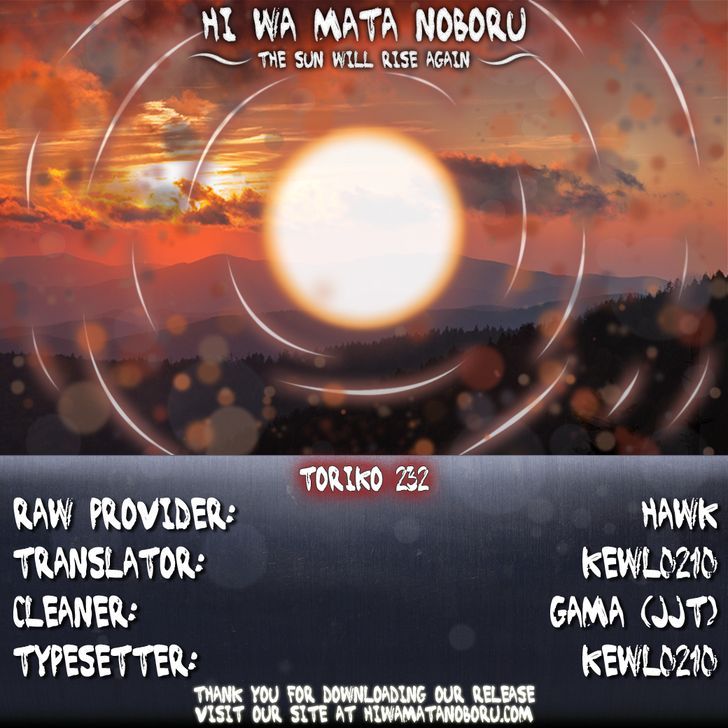 HI WA MATA NOBORU
THE SUN WILL RISE AGAIN
TORIKO 232
RAW PROVIDER: HAWK
TRANSLATOR: KEWL0210
CLEANER: GAMA (JJT)
TYPESETTER: KEWL0210
THANK YOU FOR DOWNLOADING OUR RELEASE
VISIT OUR SITE AT HIWAMATANOBORU.COM